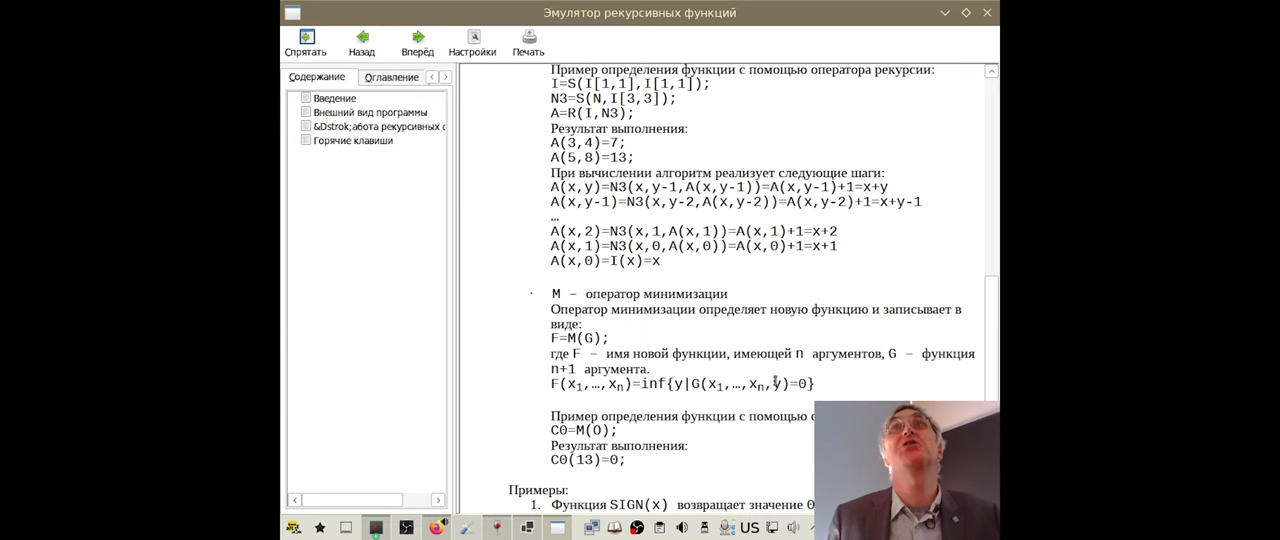 Эмулятор рекурсивных функций
Спрятать Назад Вперёд Настройки Печать
Содержание Оглавление
Введение
Внешний вид программы
&Dstrok;абота рекурсивных с
Горячие клавиши
Пример определения функции с помощью оператора рекурсии:
I=S(I[1,1],I[1,1]);
N3=S(N,I[3,3]);
A=R(I,N3);
Результат выполнения:
A(3,4)=7;
A(5,8)=13;
При вычислении алгоритм реализует следующие шаги:
A(x,y)=N3(x,y-1,A(x,y-1))=A(x,y-1)+1=x+y
A(x,y-1)=N3(x,y-2,A(x,y-2))=A(x,y-2)+1=x+y-1
…
A(x,2)=N3(x,1,A(x,1))=A(x,1)+1=x+2
A(x,1)=N3(x,0,A(x,0))=A(x,0)+1=x+1
A(x,0)=I(x)=x
· M – оператор минимизации
Оператор минимизации определяет новую функцию и записывает в
виде:
F=M(G);
где F – имя новой функции, имеющей n аргументов, G – функция
n+1 аргумента.
F(x₁,…,xₙ)=inf{y|G(x₁,…,xₙ,y)=0}
Пример определения функции с помощью о
C0=M(O);
Результат выполнения:
C0(13)=0;
Примеры:
1. Функция SIGN(x) возвращает значение 0
US